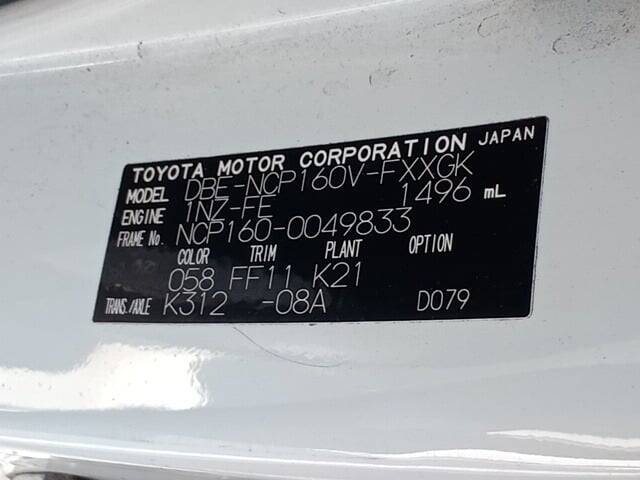 TOYOTA MOTOR CORPORATION JAPAN
MODEL DBE-NCP160V-FXXGK
ENGINE 1NZ-FE 1496 mL
FRAME No. NCP160-0049833
COLOR TRIM PLANT OPTION
058 FF11 K21
TRANS./AXLE K312 -08A D079